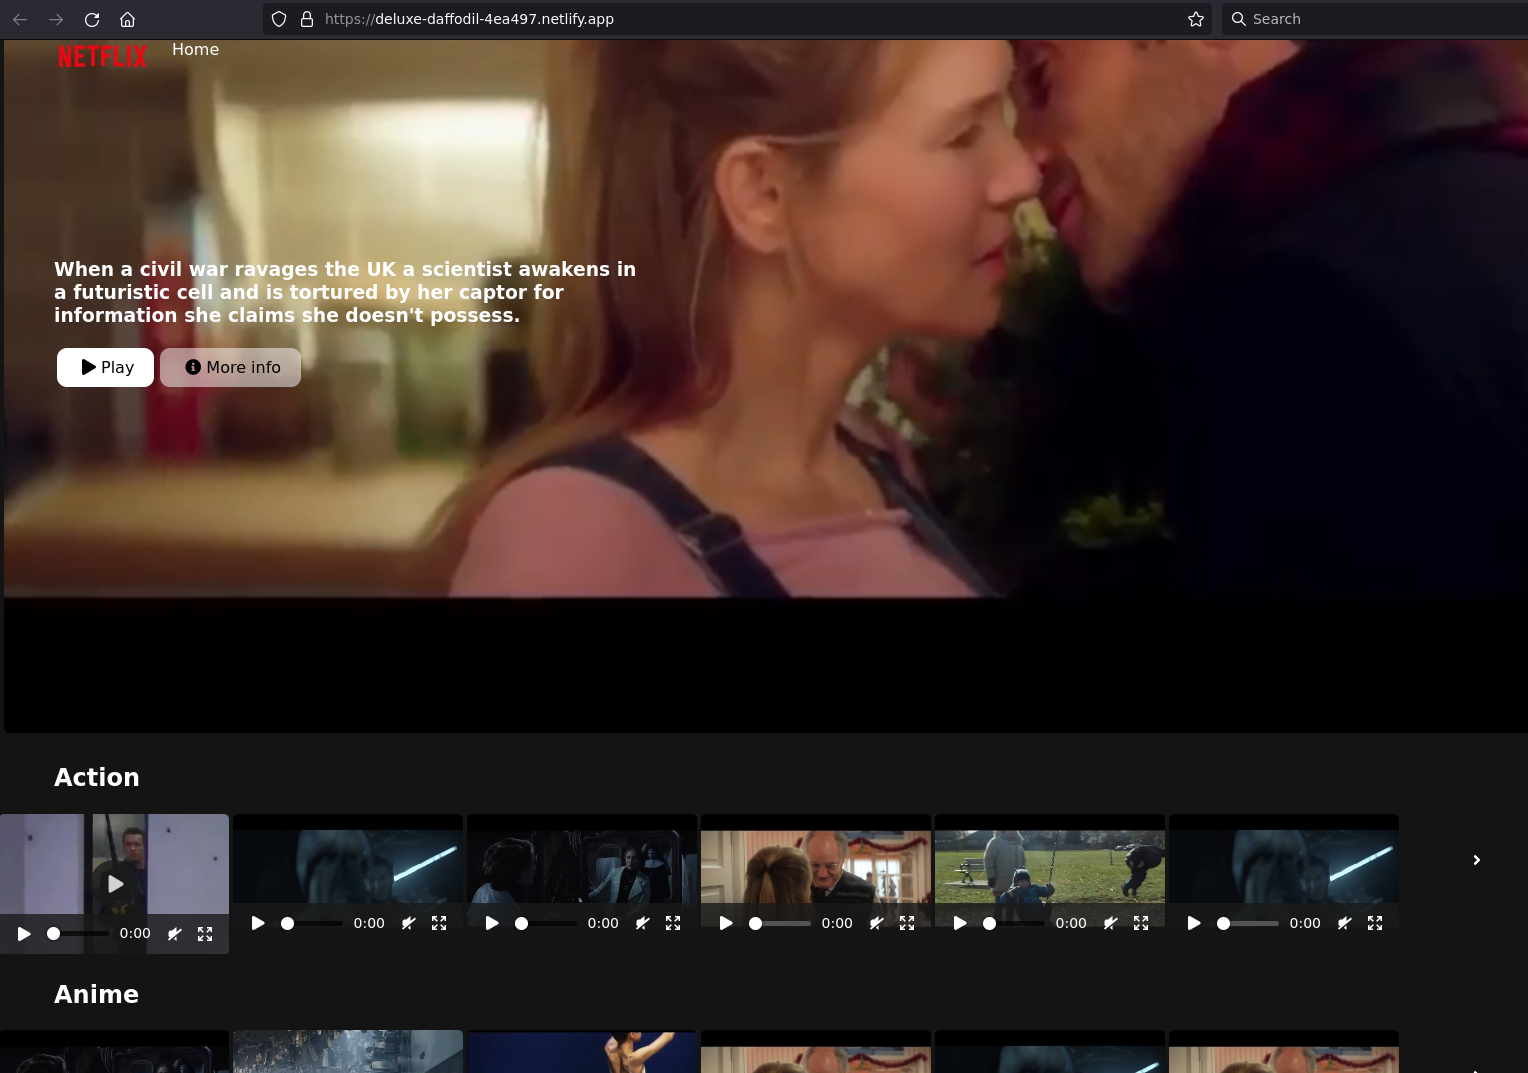 https://deluxe-daffodil-4ea497.netlify.app
Search
NETFLIX
Home
When a civil war ravages the UK a scientist awakens in
a futuristic cell and is tortured by her captor for
information she claims she doesn't possess.
Play
More info
Action
0:00
0:00
0:00
0:00
0:00
0:00
Anime